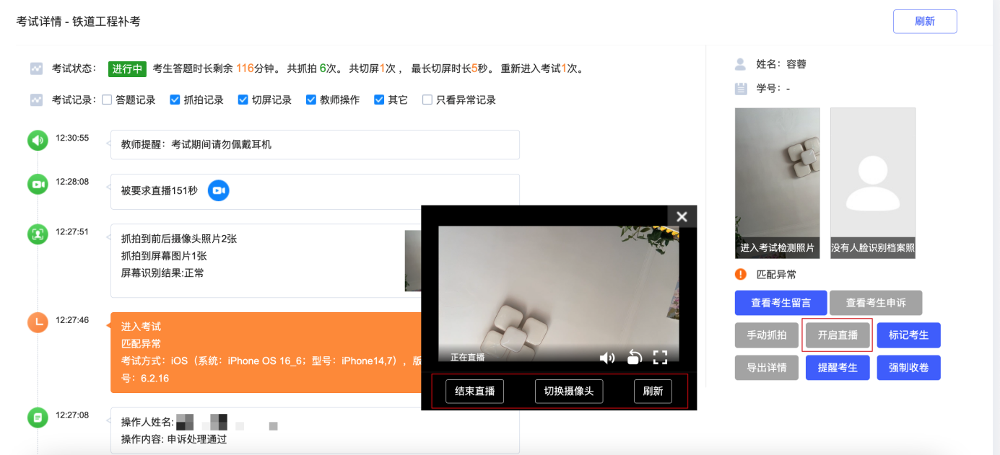 考试详情 - 铁道工程补考
刷新
考试状态： 进行中 考生答题时长剩余 116分钟。 共抓拍 6次。 共切屏1次 ， 最长切屏时长5秒。 重新进入考试1次。
考试记录： 答题记录 抓拍记录 切屏记录 教师操作 其它 只看异常记录
12:30:55
教师提醒：考试期间请勿佩戴耳机
12:28:08
被要求直播151秒
12:27:51
抓拍到前后摄像头照片2张
抓拍到屏幕图片1张
屏幕识别结果:正常
12:27:46
进入考试
匹配异常
考试方式：iOS（系统：iPhone OS 16_6；型号：iPhone14,7），版
号：6.2.16
12:27:08
操作人姓名:
操作内容: 申诉处理通过
正在直播
结束直播 切换摄像头 刷新
姓名：容蓉
学号：-
进入考试检测照片 没有人脸识别档案照
匹配异常
查看考生留言 查看考生申诉
手动抓拍 开启直播 标记考生
导出详情 提醒考生 强制收卷